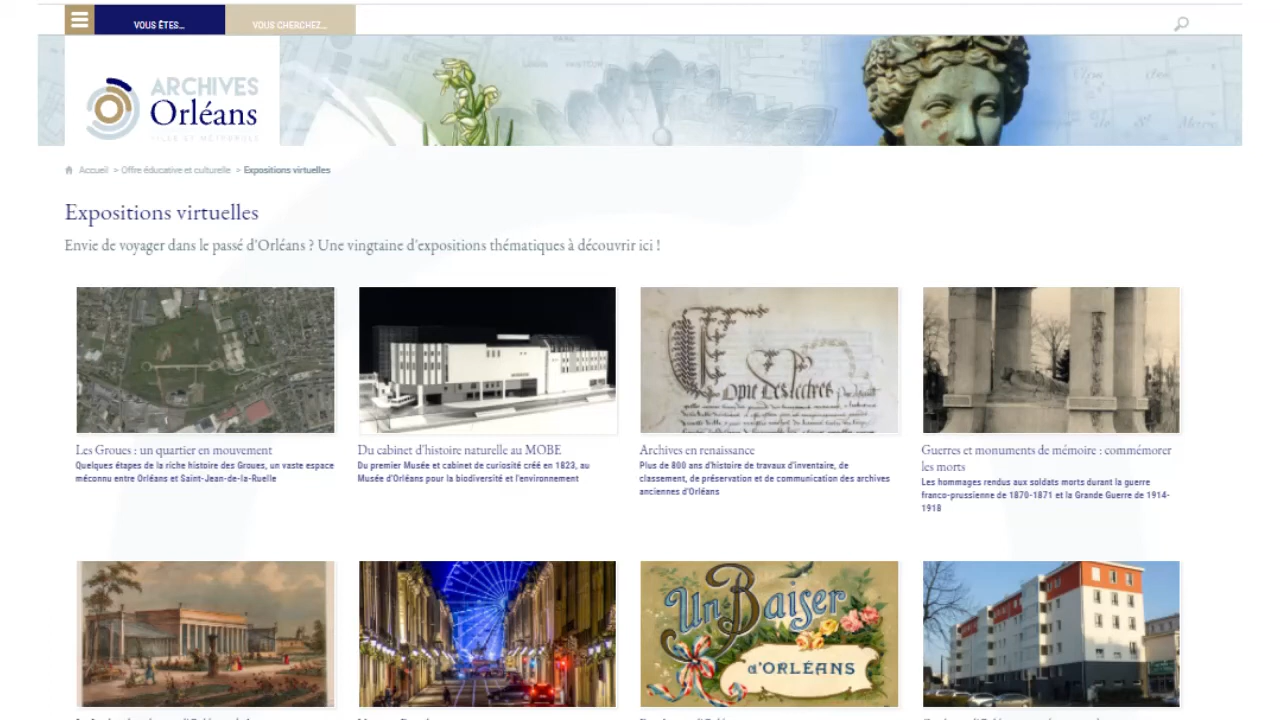 VOUS ÊTES...
VOUS CHERCHEZ...
ARCHIVES
Orléans
VILLE ET MÉTROPOLE
Accueil > Offre éducative et culturelle > Expositions virtuelles
Expositions virtuelles
Envie de voyager dans le passé d'Orléans ? Une vingtaine d'expositions thématiques à découvrir ici !
Les Groues : un quartier en mouvement
Quelques étapes de la riche histoire des Groues, un vaste espace
méconnu entre Orléans et Saint-Jean-de-la-Ruelle
Du cabinet d'histoire naturelle au MOBE
Du premier Musée et cabinet de curiosité créé en 1823, au
Musée d'Orléans pour la biodiversité et l'environnement
Archives en renaissance
Plus de 800 ans d'histoire de travaux d'inventaire, de
classement, de préservation et de communication des archives
anciennes d'Orléans
Guerres et monuments de mémoire : commémorer
les morts
Les hommages rendus aux soldats morts durant la guerre
franco-prussienne de 1870-1871 et la Grande Guerre de 1914-
1918
Un Baiser
d'ORLÉANS